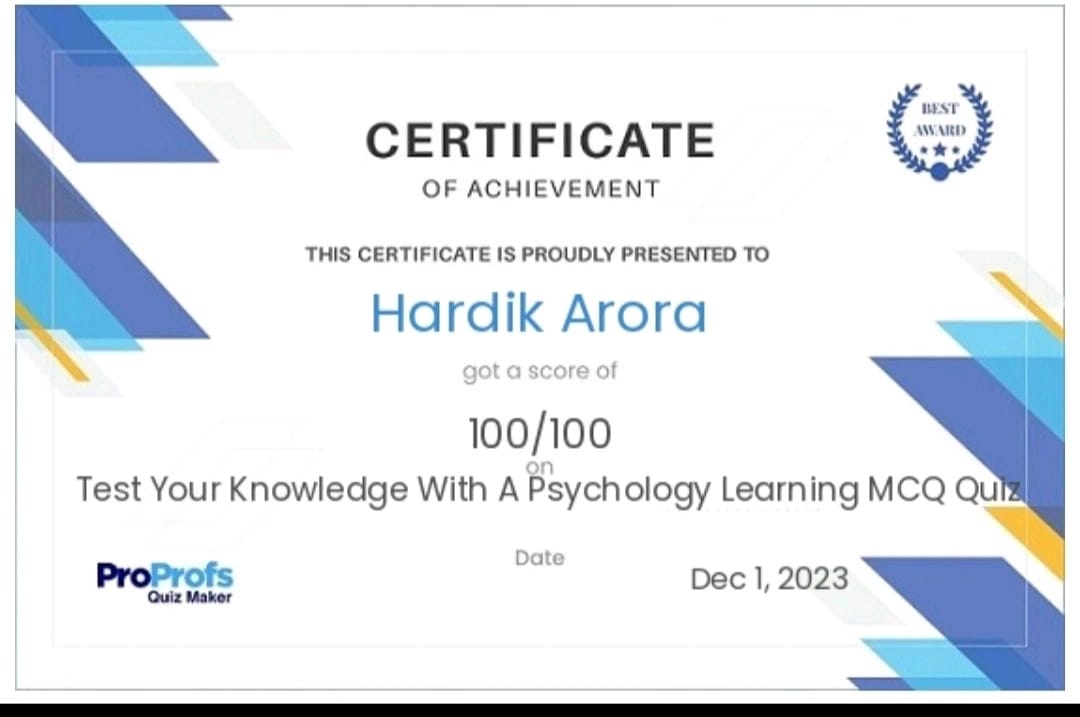 BEST
AWARD
CERTIFICATE
OF ACHIEVEMENT
THIS CERTIFICATE IS PROUDLY PRESENTED TO
Hardik Arora
got a score of
100/100
on
Test Your Knowledge With A Psychology Learning MCQ Quiz
Date
Dec 1, 2023
ProProfs
Quiz Maker